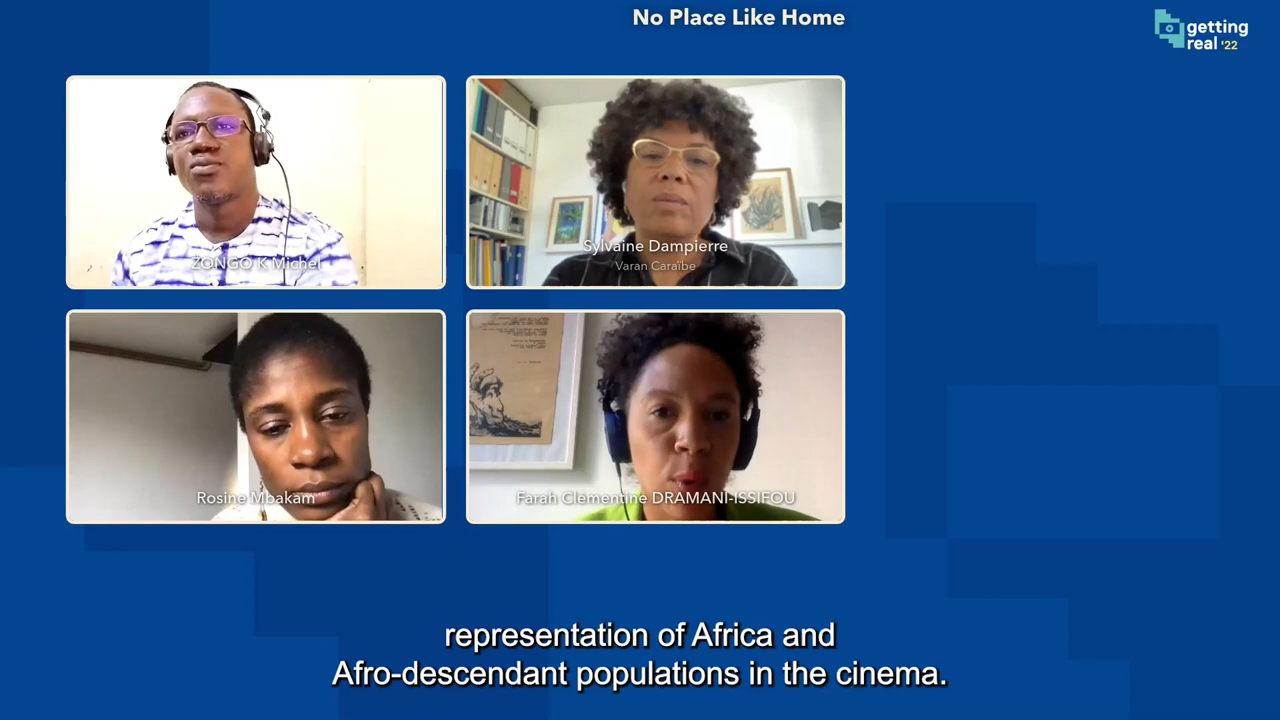 No Place Like Home
getting
real '22
ZONGO K Michel
Sylvaine Dampierre
Varan Caraïbe
Rosine Mbakam
Farah Clémentine DRAMANI-ISSIFOU
representation of Africa and
Afro-descendant populations in the cinema.